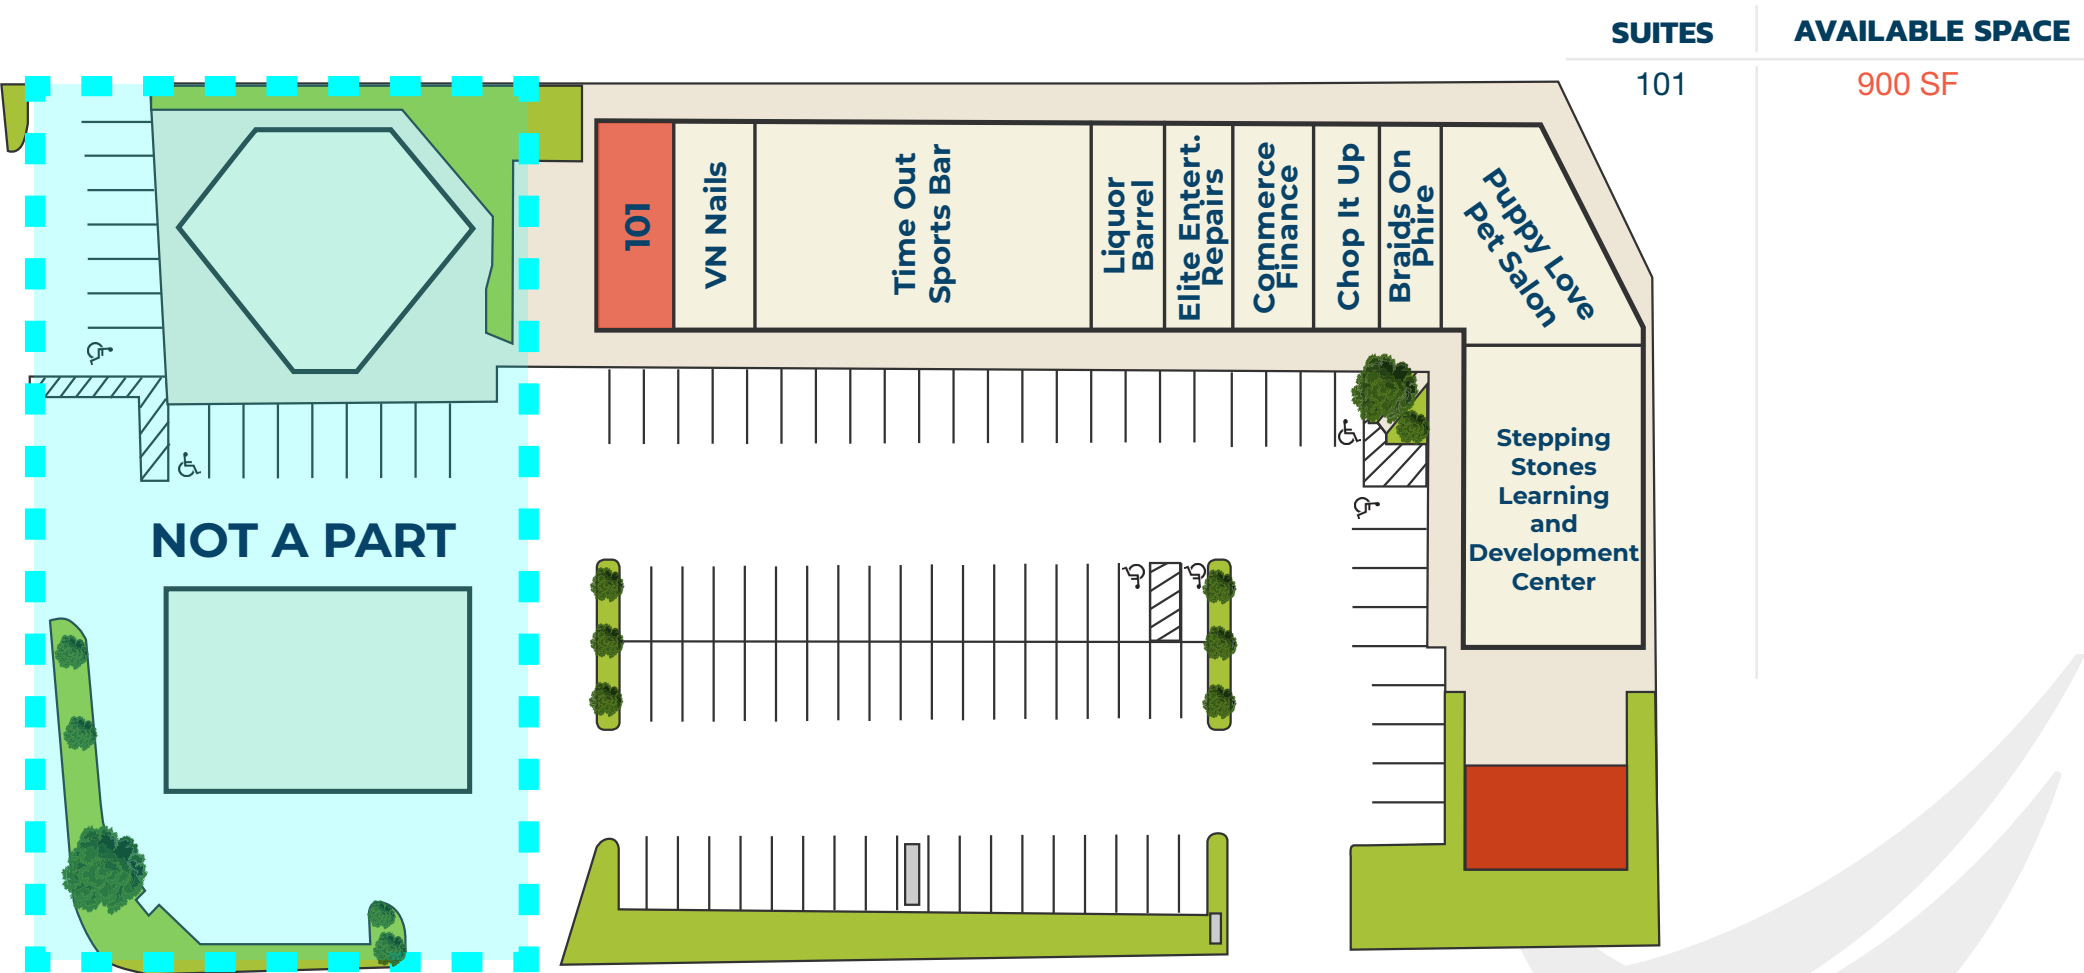 SUITES AVAILABLE SPACE
101 900 SF
101
VN Nails
Time Out
Sports Bar
Liquor
Barrel
Elite Entert.
Repairs
Commerce
Finance
Chop It Up
Braids On
Phire
Puppy Love
Pet Salon
Stepping
Stones
Learning
and
Development
Center
NOT A PART